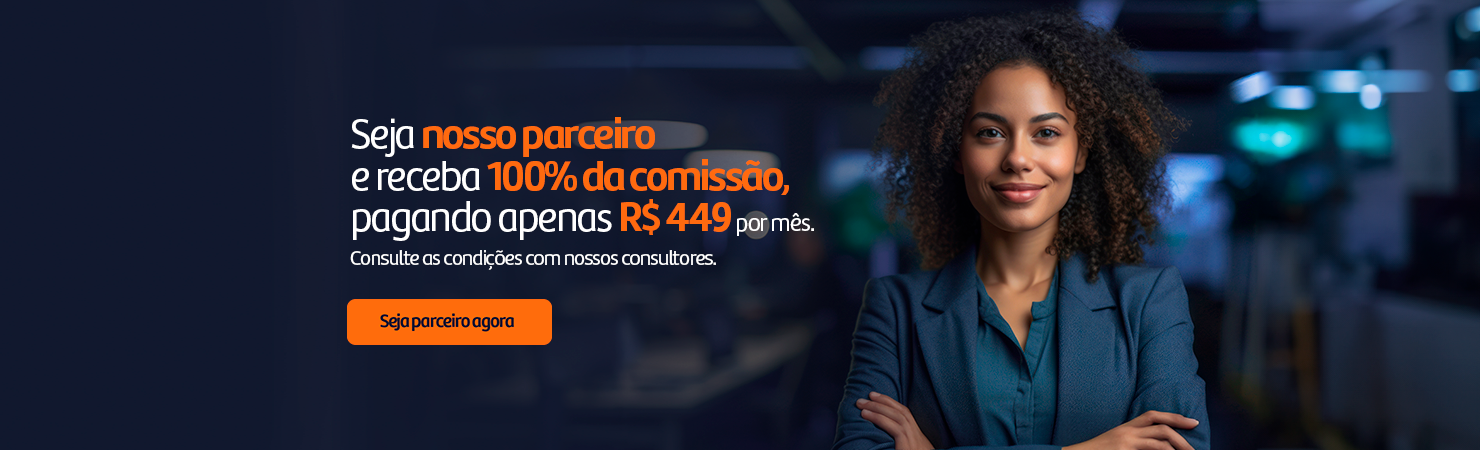 Seja nosso parceiro
e receba 100% da comissão,
pagando apenas R$ 449 por mês.
Consulte as condições com nossos consultores.
Seja parceiro agora